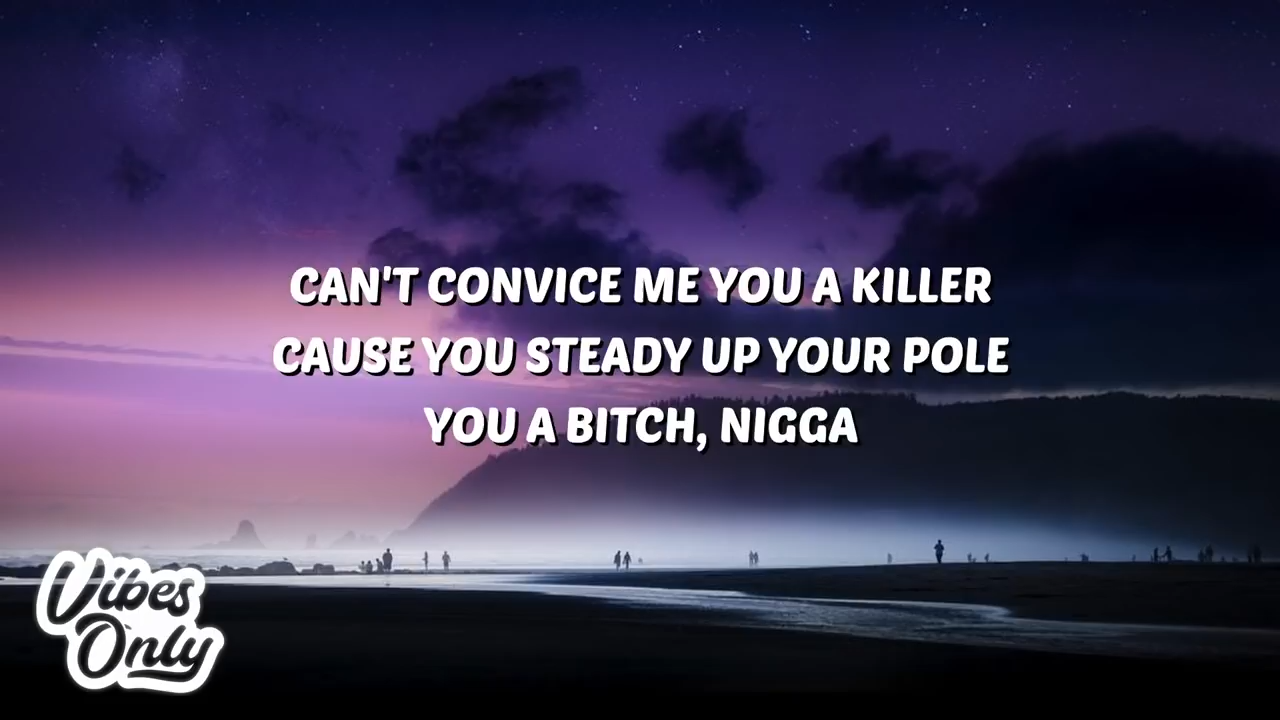 CAN'T CONVICE ME YOU A KILLER
CAUSE YOU STEADY UP YOUR POLE
YOU A BITCH, NIGGA
Vibes
Only